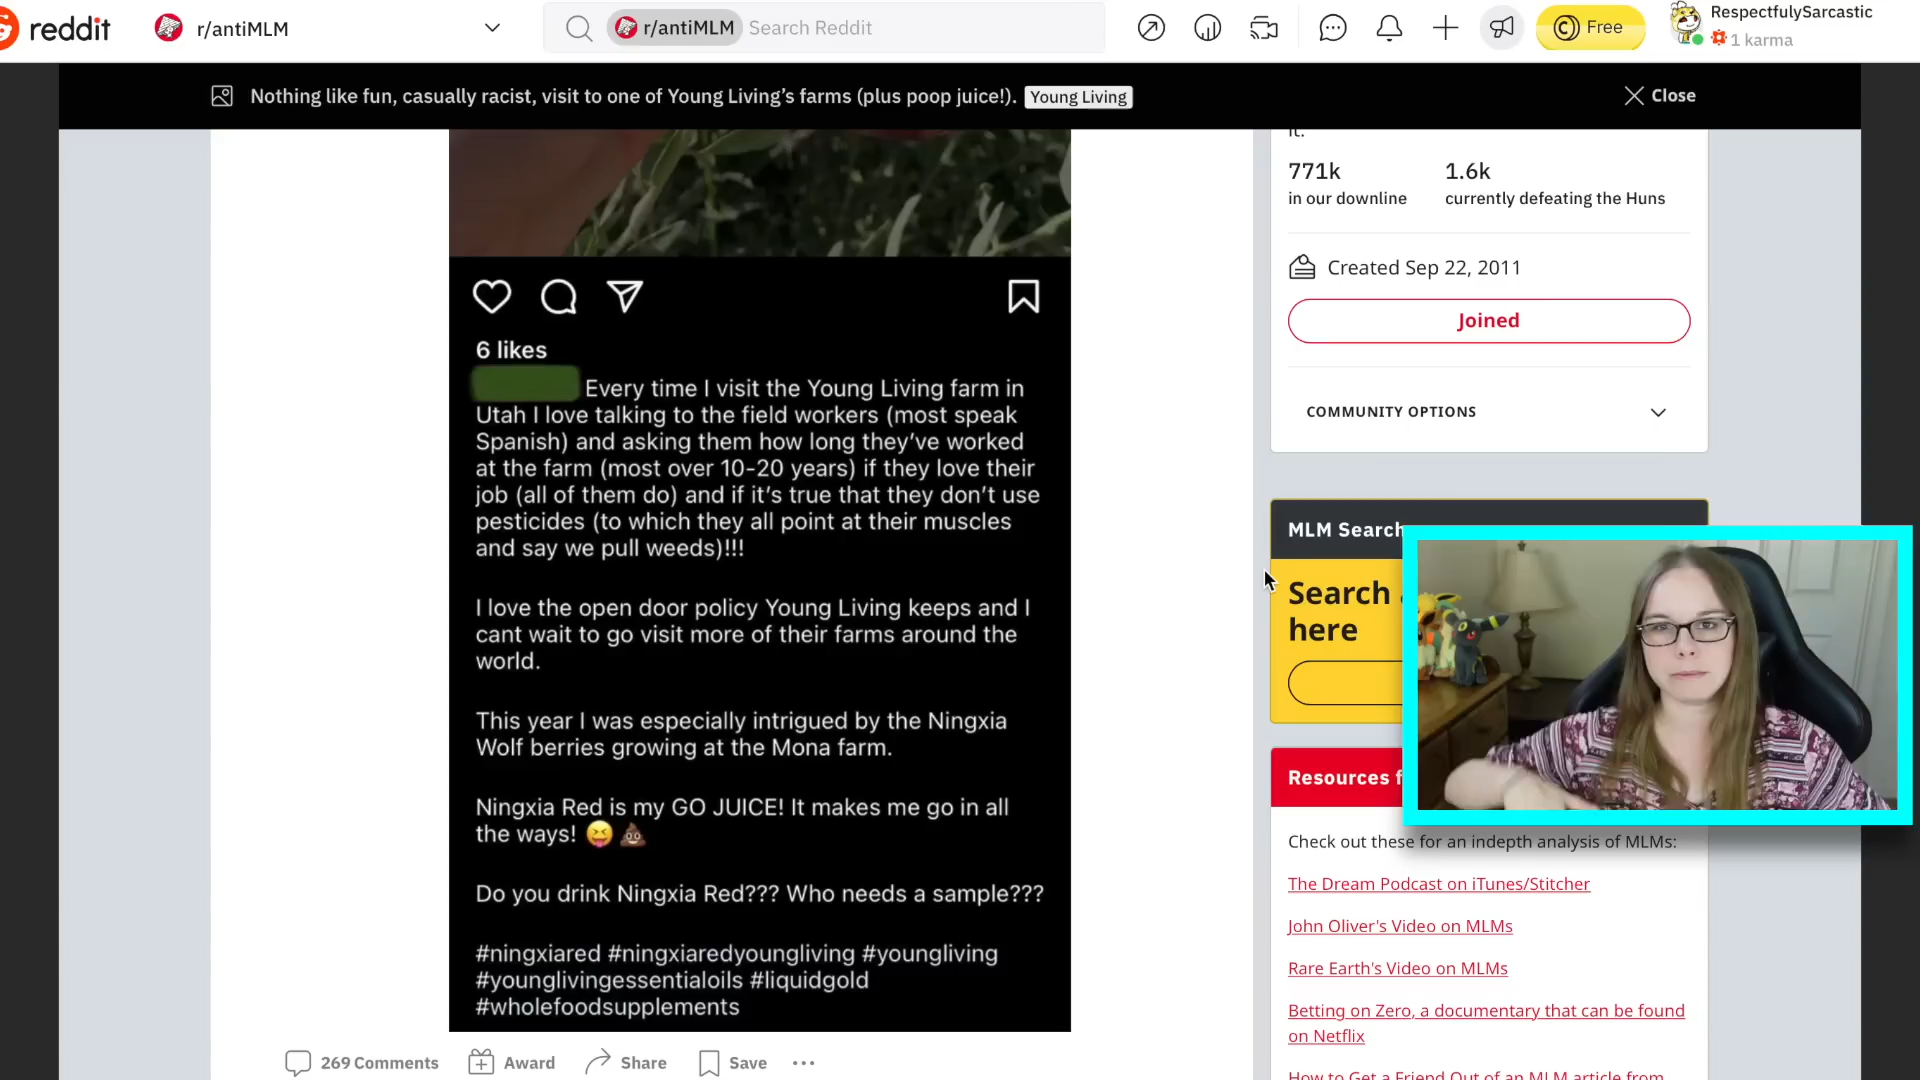 reddit
r/antiMLM
r/antiMLM Search Reddit
Free
RespectfulySarcastic
1 karma
Nothing like fun, casually racist, visit to one of Young Living's farms (plus poop juice!). Young Living
Close
it.
771k
in our downline
1.6k
currently defeating the Huns
Created Sep 22, 2011
Joined
COMMUNITY OPTIONS
6 likes
Every time I visit the Young Living farm in
Utah I love talking to the field workers (most speak
Spanish) and asking them how long they've worked
at the farm (most over 10-20 years) if they love their
job (all of them do) and if it's true that they don't use
pesticides (to which they all point at their muscles
and say we pull weeds)!!!
I love the open door policy Young Living keeps and I
cant wait to go visit more of their farms around the
world.
This year I was especially intrigued by the Ningxia
Wolf berries growing at the Mona farm.
Ningxia Red is my GO JUICE! It makes me go in all
the ways! 😝 💩
Do you drink Ningxia Red??? Who needs a sample???
#ningxiared #ningxiaredyoungliving #youngliving
#younglivingessentialoils #liquidgold
#wholefoodsupplements
269 Comments
Award
Share
Save
MLM Search
Search
here
Resources
Check out these for an indepth analysis of MLMs:
The Dream Podcast on iTunes/Stitcher
John Oliver's Video on MLMs
Rare Earth's Video on MLMs
Betting on Zero, a documentary that can be found
on Netflix
How to Get a Friend Out of an MLM article from